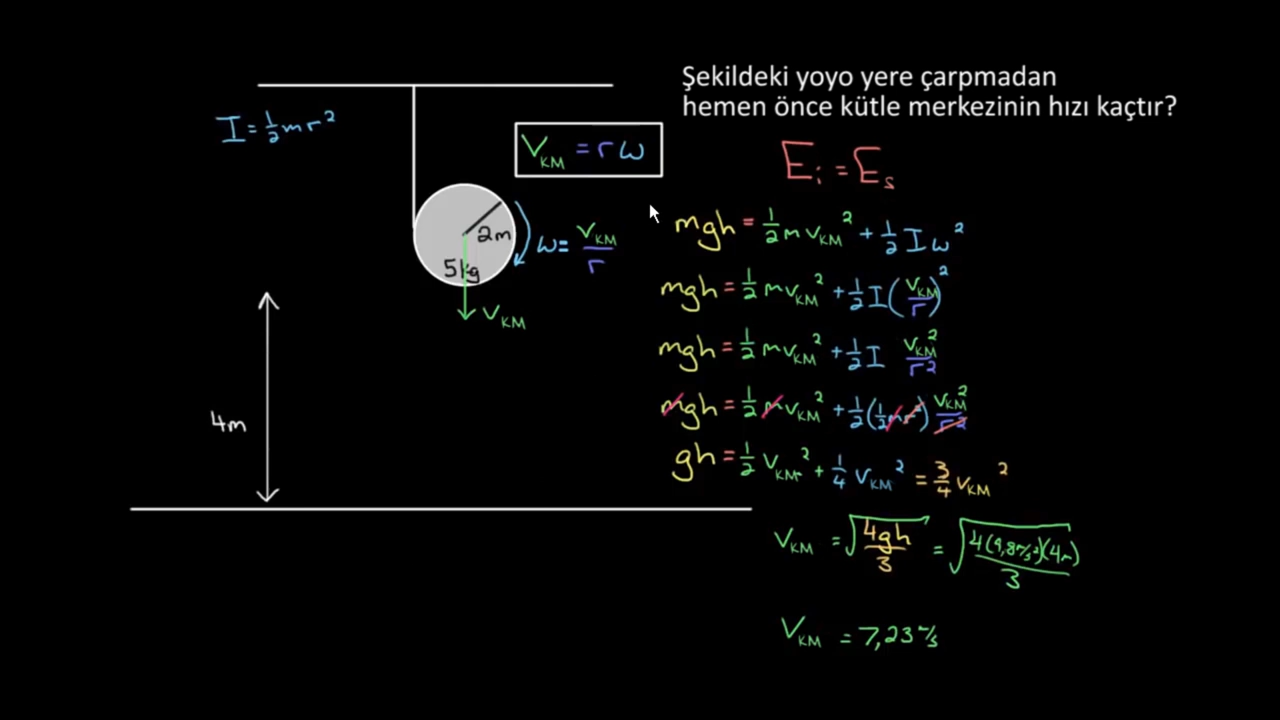 Şekildeki yoyo yere çarpmadan
hemen önce kütle merkezinin hızı kaçtır?
I = ½mr²
V_KM = rω
E_i = E_s
2m
5kg
ω = V_KM/r
V_KM
4m
mgh = ½mv_KM² + ½Iω²
mgh = ½mv_KM² + ½I(V_KM/r)²
mgh = ½mv_KM² + ½I V_KM²/r²
mgh = ½mv_KM² + ½(½mr²) V_KM²/r²
gh = ½V_KM² + ¼V_KM² = ¾V_KM²
V_KM = √(4gh/3) = √(4(9,8m/s²)(4m)/3)
V_KM = 7,23 m/s